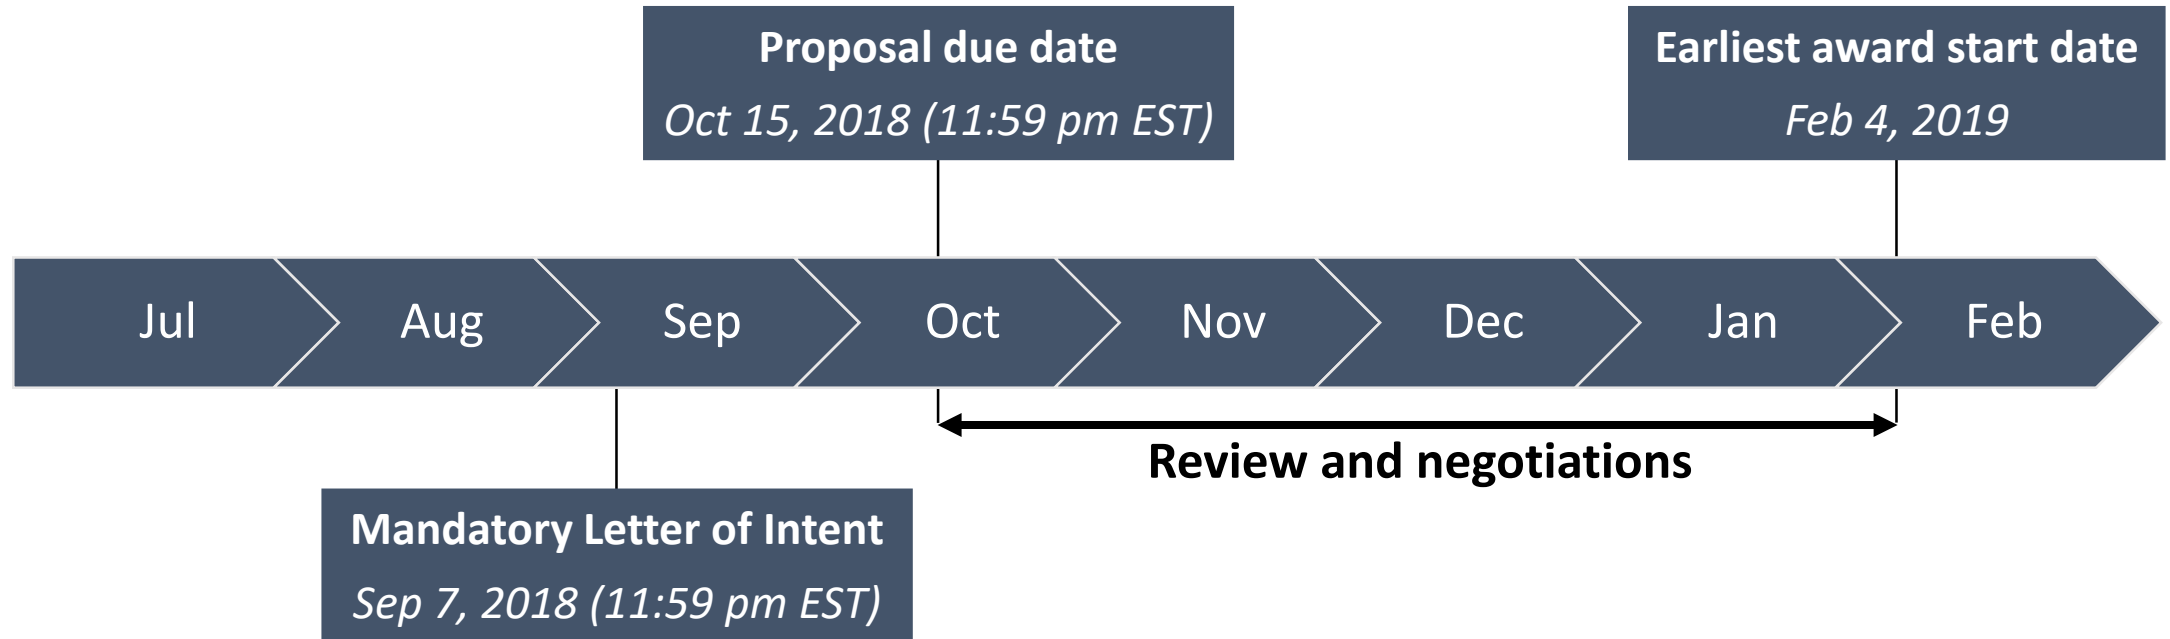 Proposal due date
Oct 15, 2018 (11:59 pm EST)
Earliest award start date
Feb 4, 2019
Jul
Aug
Sep
Oct
Nov
Dec
Jan
Feb
Review and negotiations
Mandatory Letter of Intent
Sep 7, 2018 (11:59 pm EST)